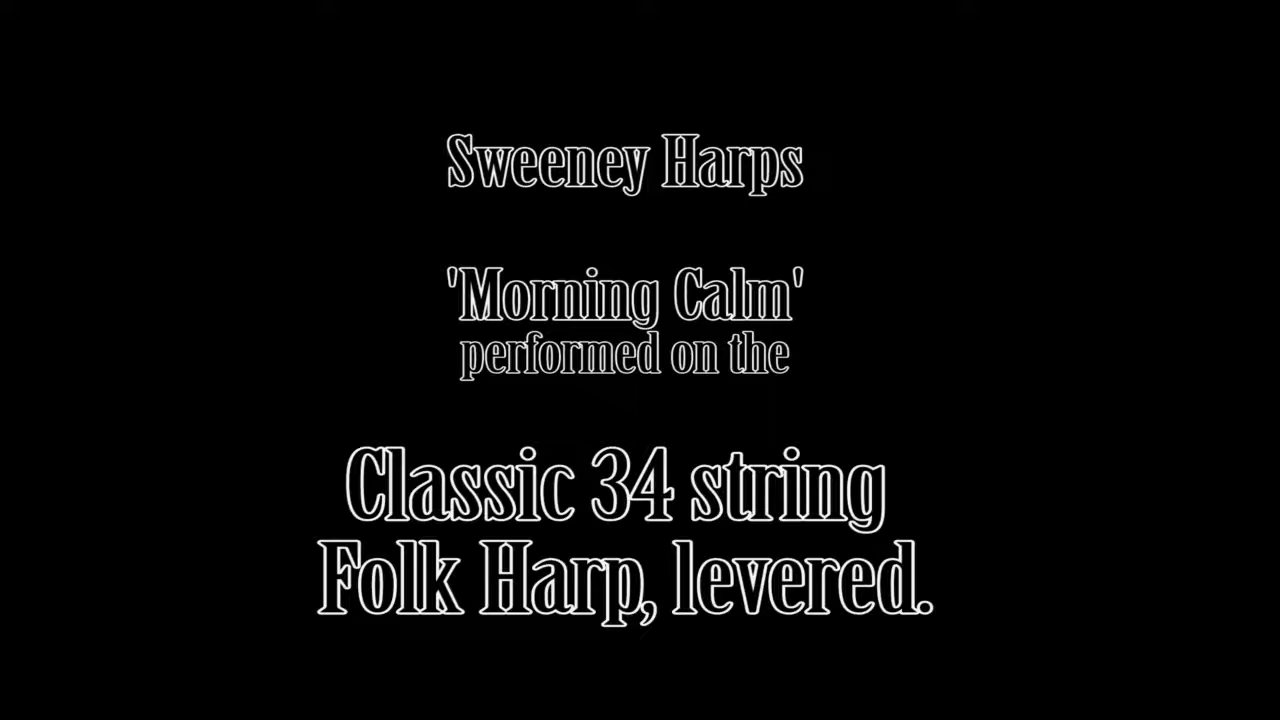 Sweeney Harps
'Morning Calm'
performed on the
Classic 34 string
Folk Harp, levered.